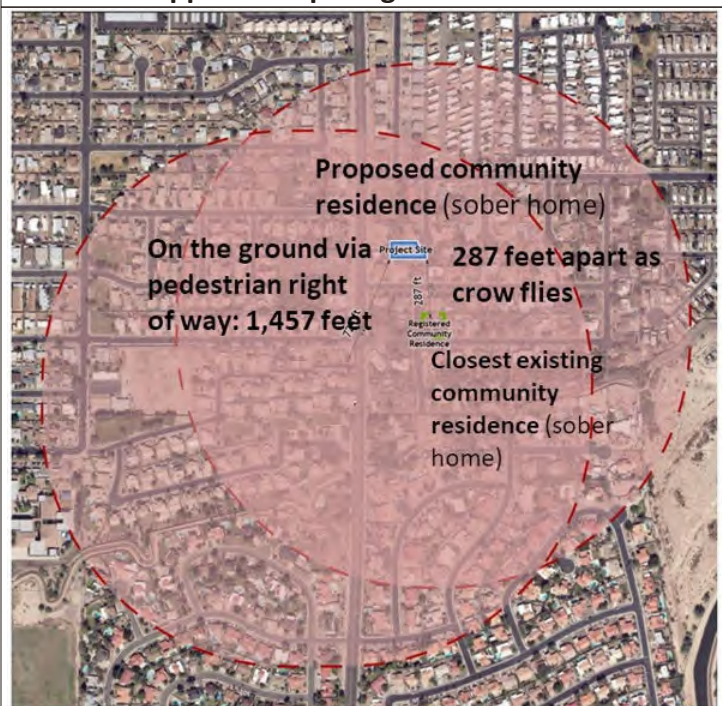 Proposed community
residence (sober home)
On the ground via
pedestrian right
of way: 1,457 feet
Project Site
287 feet apart as
crow flies
287 ft
Registered
Community
Residence
Closest existing
community
residence (sober
home)